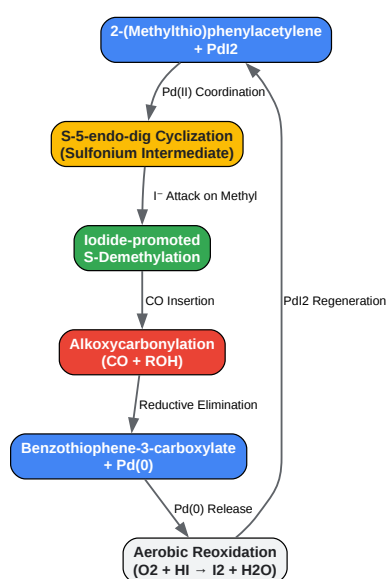 2-(Methylthio)phenylacetylene
+ PdI2
Pd(II) Coordination
S-5-endo-dig Cyclization
(Sulfonium Intermediate)
I⁻ Attack on Methyl
Iodide-promoted
S-Demethylation
CO Insertion
PdI2 Regeneration
Alkoxycarbonylation
(CO + ROH)
Reductive Elimination
Benzothiophene-3-carboxylate
+ Pd(0)
Pd(0) Release
Aerobic Reoxidation
(O2 + HI → I2 + H2O)